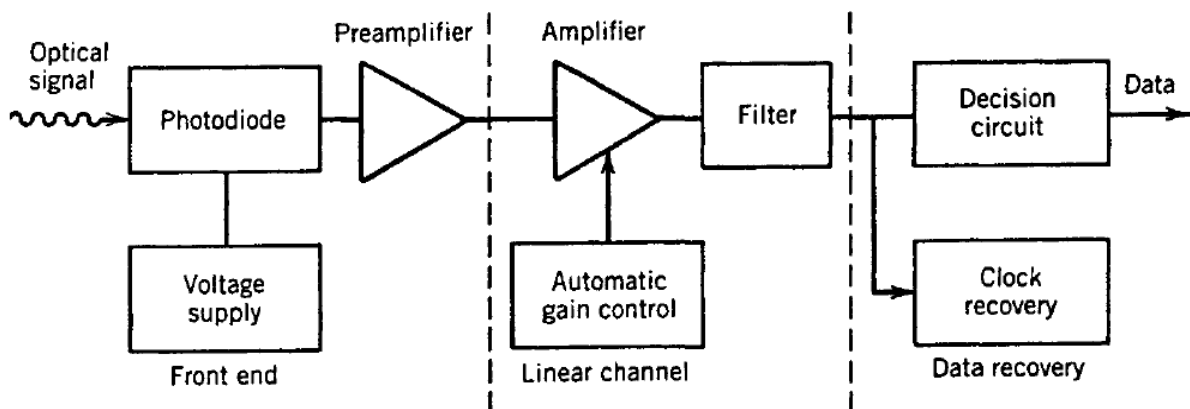 Optical
signal
Photodiode
Preamplifier
Voltage
supply
Front end
Amplifier
Filter
Automatic
gain control
Linear channel
Decision
circuit
Data
Clock
recovery
Data recovery